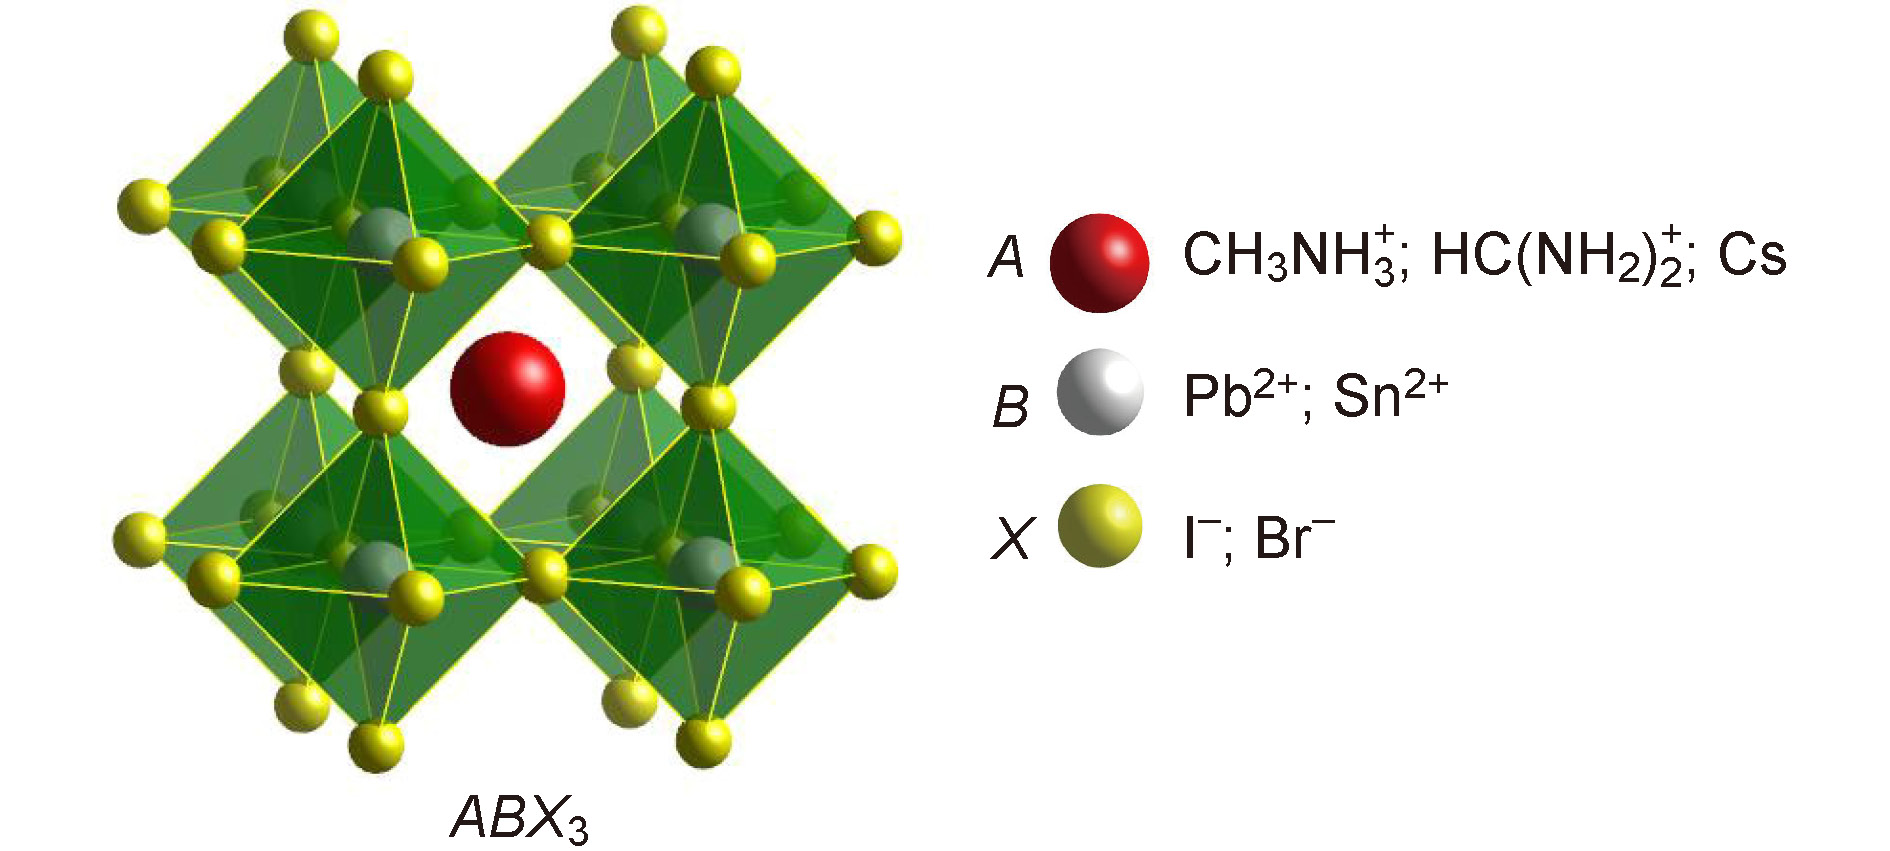 A CH₃NH₃⁺; HC(NH₂)₂⁺; Cs
B Pb²⁺; Sn²⁺
X I⁻; Br⁻
ABX₃